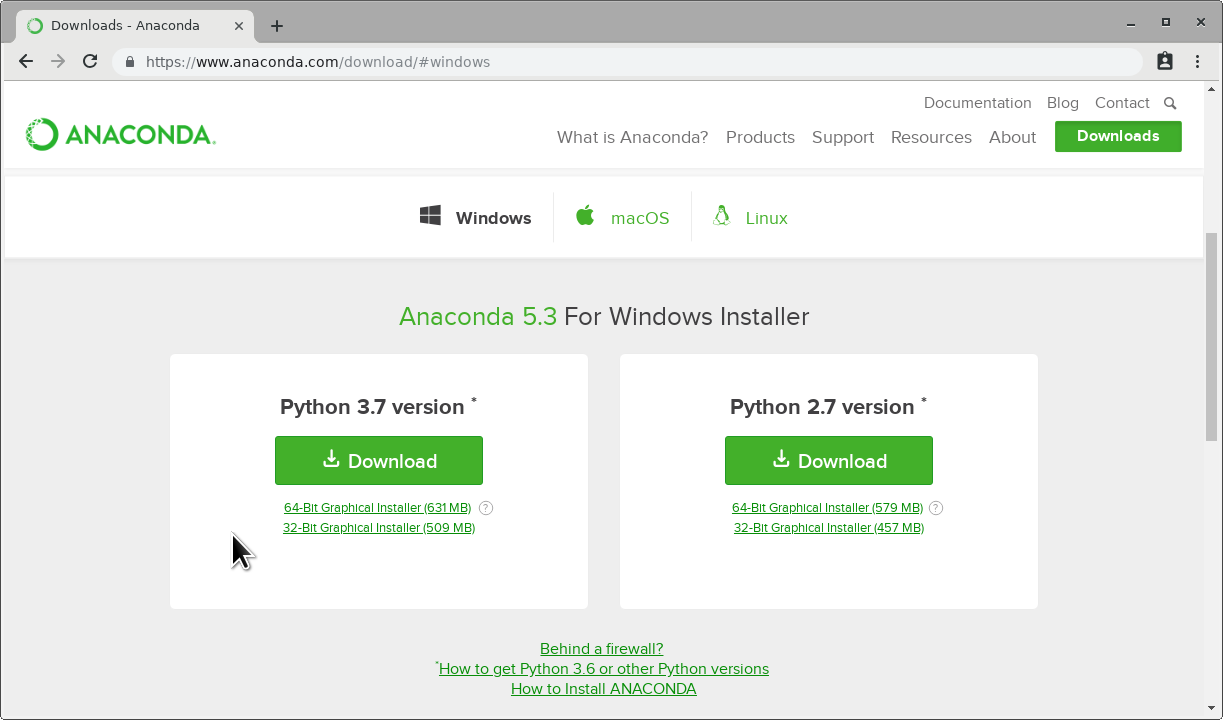 Downloads - Anaconda
https://www.anaconda.com/download/#windows
Documentation Blog Contact
ANACONDA.
What is Anaconda? Products Support Resources About Downloads
Windows macOS Linux
Anaconda 5.3 For Windows Installer
Python 3.7 version *
Download
64-Bit Graphical Installer (631 MB) ?
32-Bit Graphical Installer (509 MB)
Python 2.7 version *
Download
64-Bit Graphical Installer (579 MB) ?
32-Bit Graphical Installer (457 MB)
Behind a firewall?
*How to get Python 3.6 or other Python versions
How to Install ANACONDA